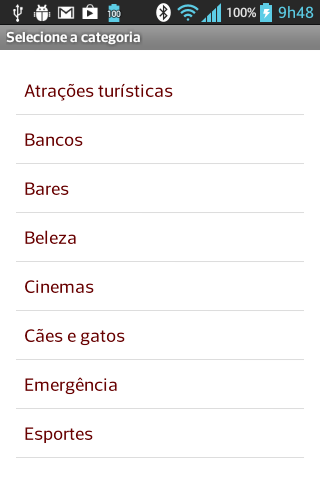 100 100% 9h48
Selecione a categoria
Atrações turísticas
Bancos
Bares
Beleza
Cinemas
Cães e gatos
Emergência
Esportes